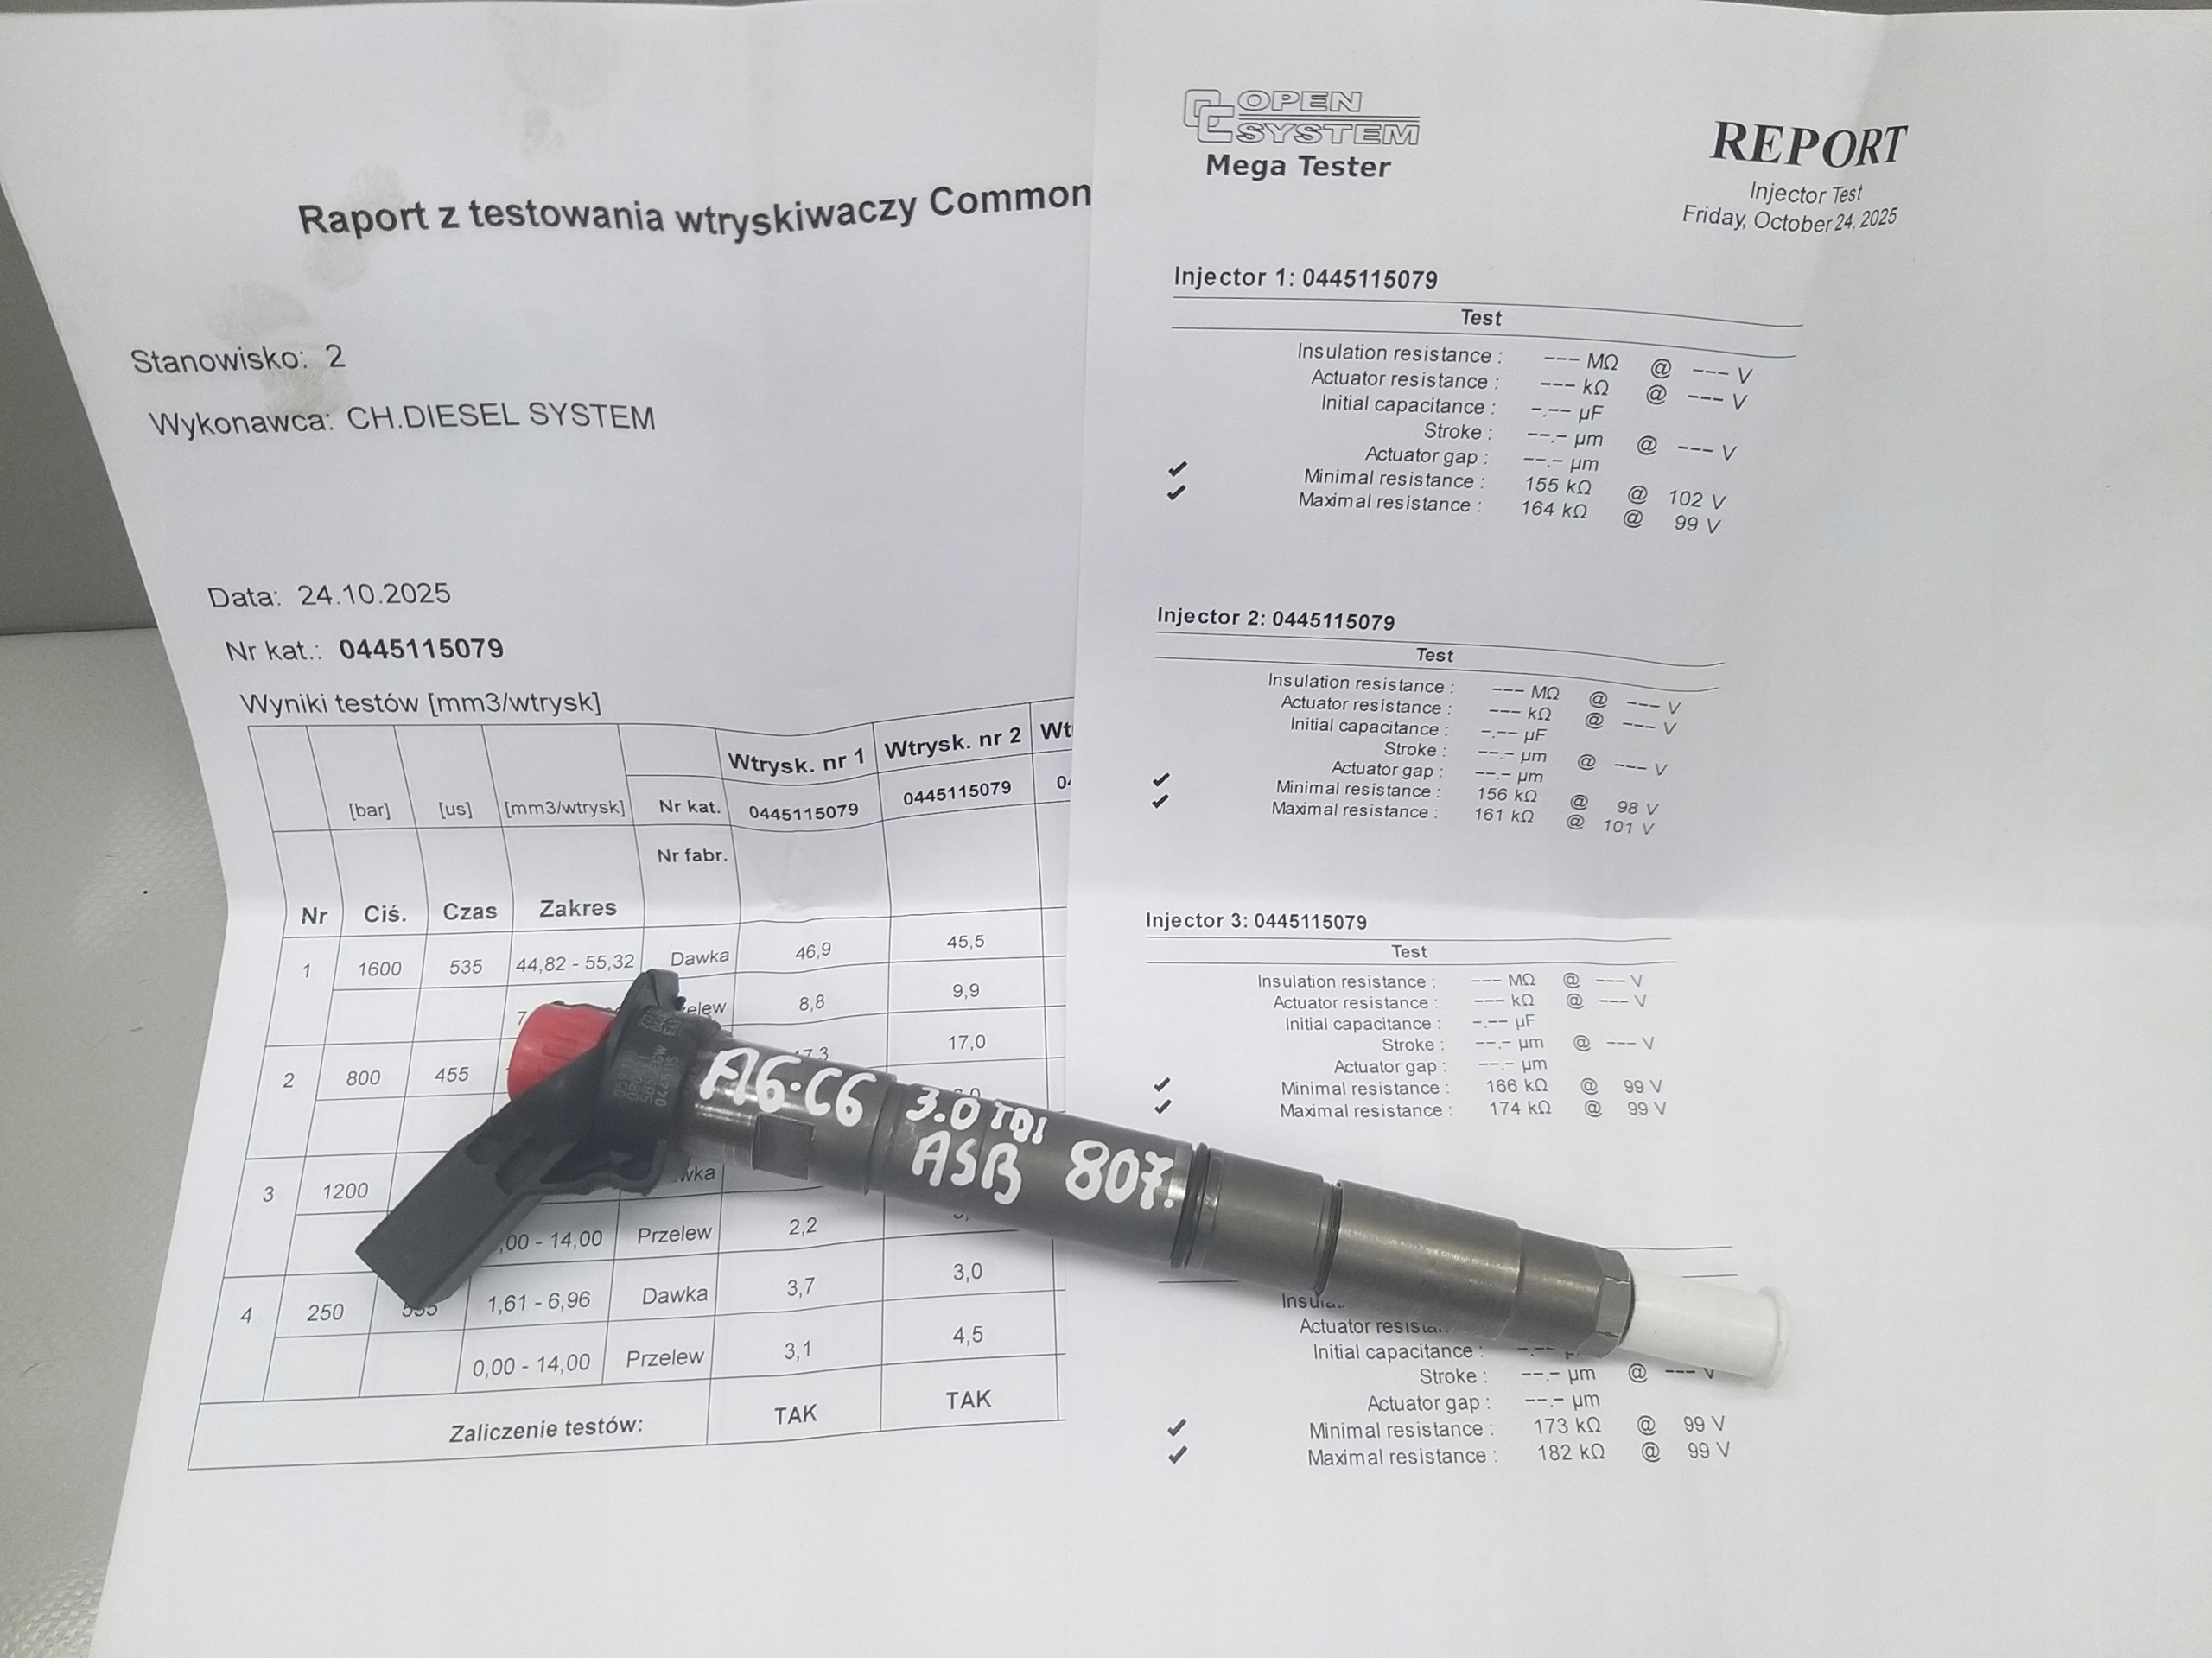 Raport z testowania wtryskiwaczy Common
Stanowisko: 2
Wykonawca: CH.DIESEL SYSTEM
Data: 24.10.2025
Nr kat.: 0445115079
Wyniki testów [mm3/wtrysk]
Wtrysk. nr 1 Wtrysk. nr 2 Wt
[bar] [us] [mm3/wtrysk] Nr kat. 0445115079 0445115079
Nr fabr.
Nr Ciś. Czas Zakres
1 1600 535 44,82 - 55,32 Dawka 46,9 45,5
8,8 9,9
2 800 455 17,0
3 1200
14,00 Przelew 2,2
4 250 1,61 - 6,96 Dawka 3,7 3,0
0,00 - 14,00 Przelew 3,1 4,5
Zaliczenie testów: TAK TAK
OPEN
SYSTEM
Mega Tester
REPORT
Injector Test
Friday, October 24, 2025
Injector 1: 0445115079
Test
Insulation resistance : --- MΩ @ --- V
Actuator resistance : --- kΩ @ --- V
Initial capacitance : -.-- µF
Stroke : --.- µm @ --- V
Actuator gap : --.- µm
✓ Minimal resistance : 155 kΩ @ 102 V
✓ Maximal resistance : 164 kΩ @ 99 V
Injector 2: 0445115079
Test
Insulation resistance : --- MΩ @ --- V
Actuator resistance : --- kΩ @ --- V
Initial capacitance : -.-- µF
Stroke : --.- µm @ --- V
Actuator gap : --.- µm
✓ Minimal resistance : 156 kΩ @ 98 V
✓ Maximal resistance : 161 kΩ @ 101 V
Injector 3: 0445115079
Test
Insulation resistance : --- MΩ @ --- V
Actuator resistance : --- kΩ @ --- V
Initial capacitance : -.-- µF
Stroke : --.- µm @ --- V
Actuator gap : --.- µm
✓ Minimal resistance : 166 kΩ @ 99 V
✓ Maximal resistance : 174 kΩ @ 99 V
Actuator
Initial capacitance :
Stroke : --.- µm @ --- V
Actuator gap : --.- µm
✓ Minimal resistance : 173 kΩ @ 99 V
✓ Maximal resistance : 182 kΩ @ 99 V
A6·C6 3.0 TDI
ASB 807.